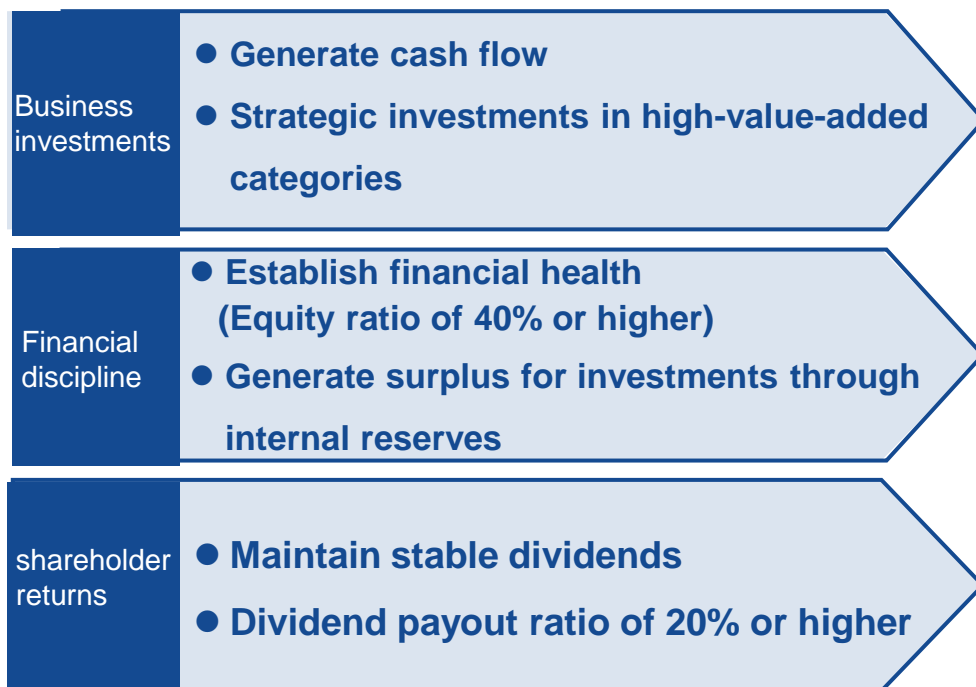 Business
investments
● Generate cash flow
● Strategic investments in high-value-added
categories
Financial
discipline
● Establish financial health
(Equity ratio of 40% or higher)
● Generate surplus for investments through
internal reserves
shareholder
returns
● Maintain stable dividends
● Dividend payout ratio of 20% or higher